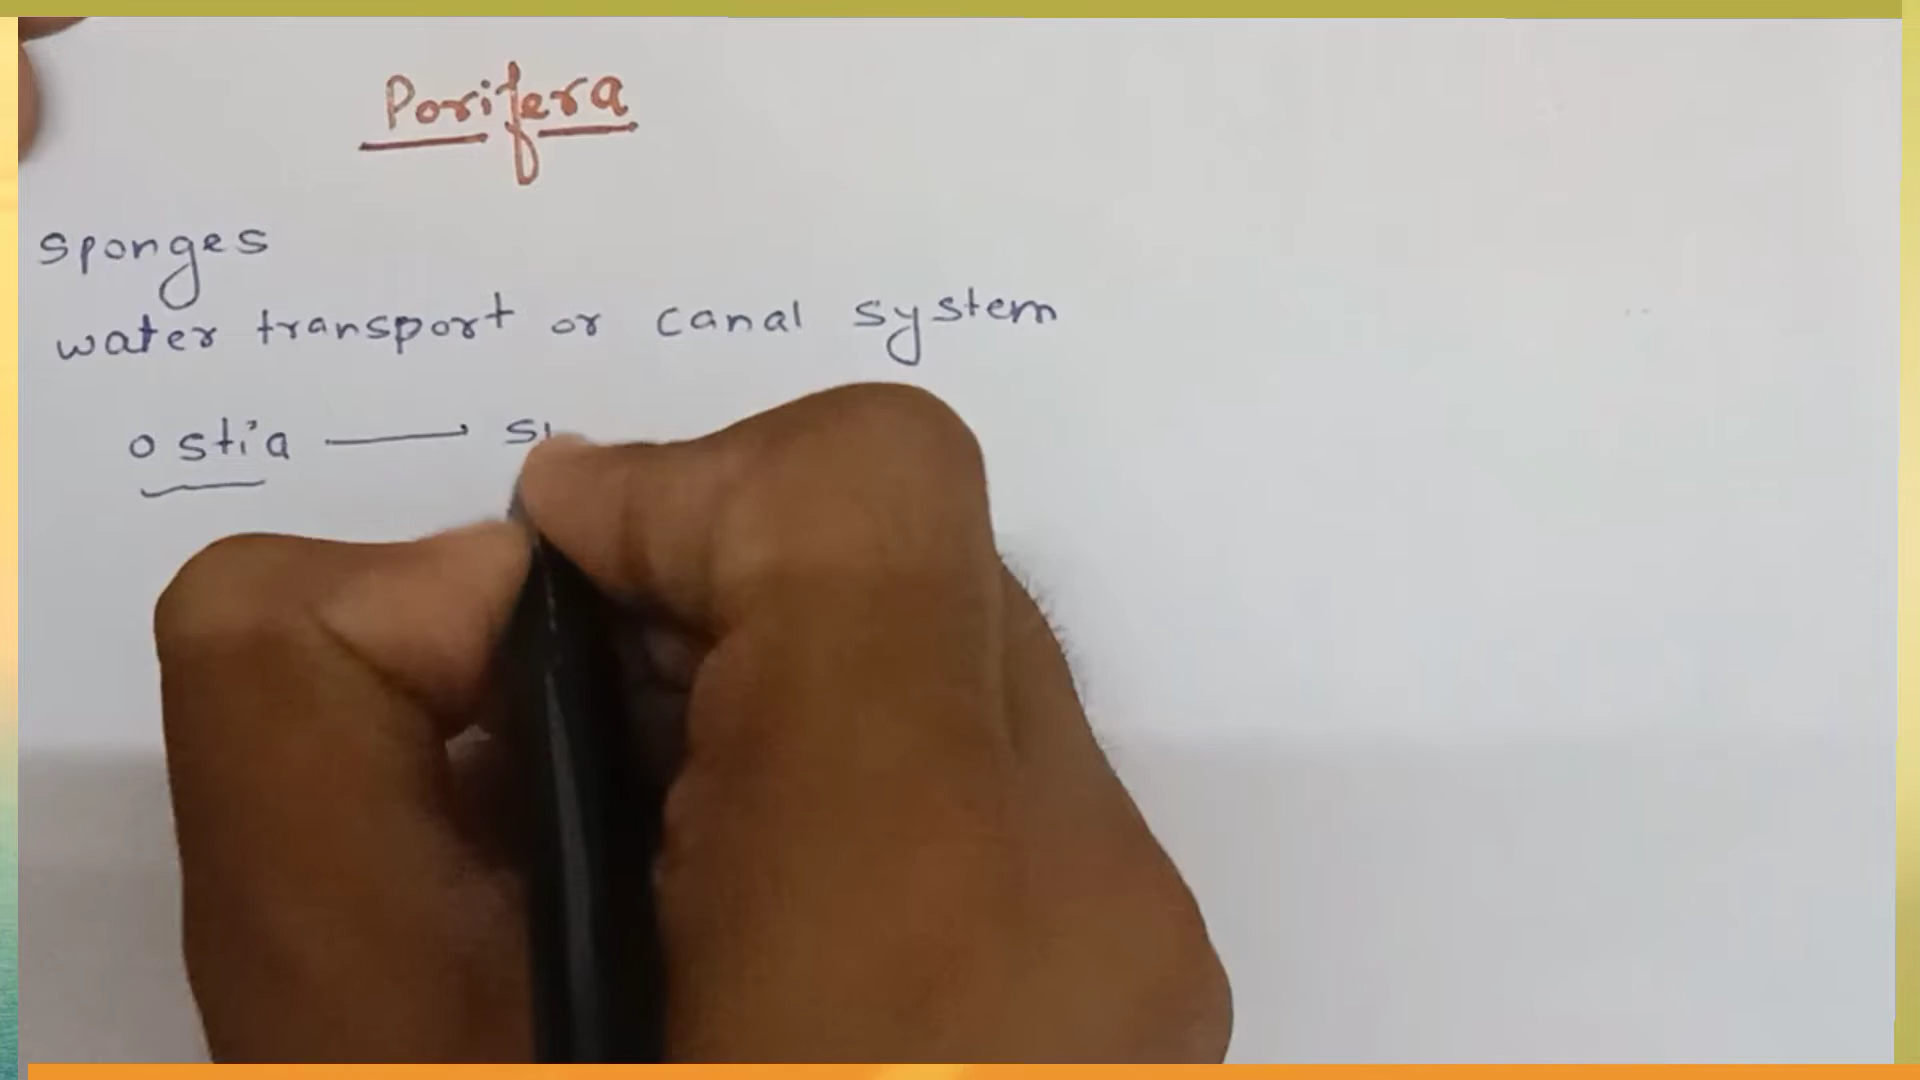 Porifera
sponges
water transport or canal system
ostia